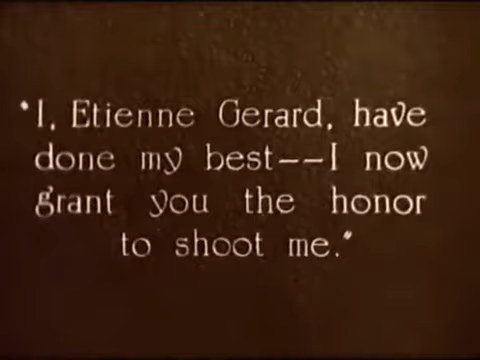 "I, Etienne Gerard, have
done my best--I now
grant you the honor
to shoot me."